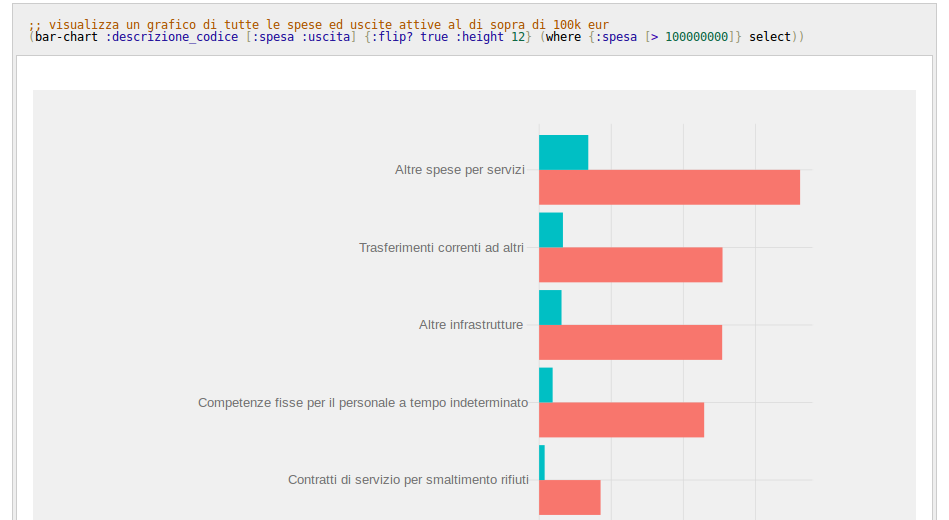 ;; visualizza un grafico di tutte le spese ed uscite attive al di sopra di 100k eur
(bar-chart :descrizione_codice [:spesa :uscita] {:flip? true :height 12} (where {:spesa [> 100000000]} select))
Altre spese per servizi
Trasferimenti correnti ad altri
Altre infrastrutture
Competenze fisse per il personale a tempo indeterminato
Contratti di servizio per smaltimento rifiuti